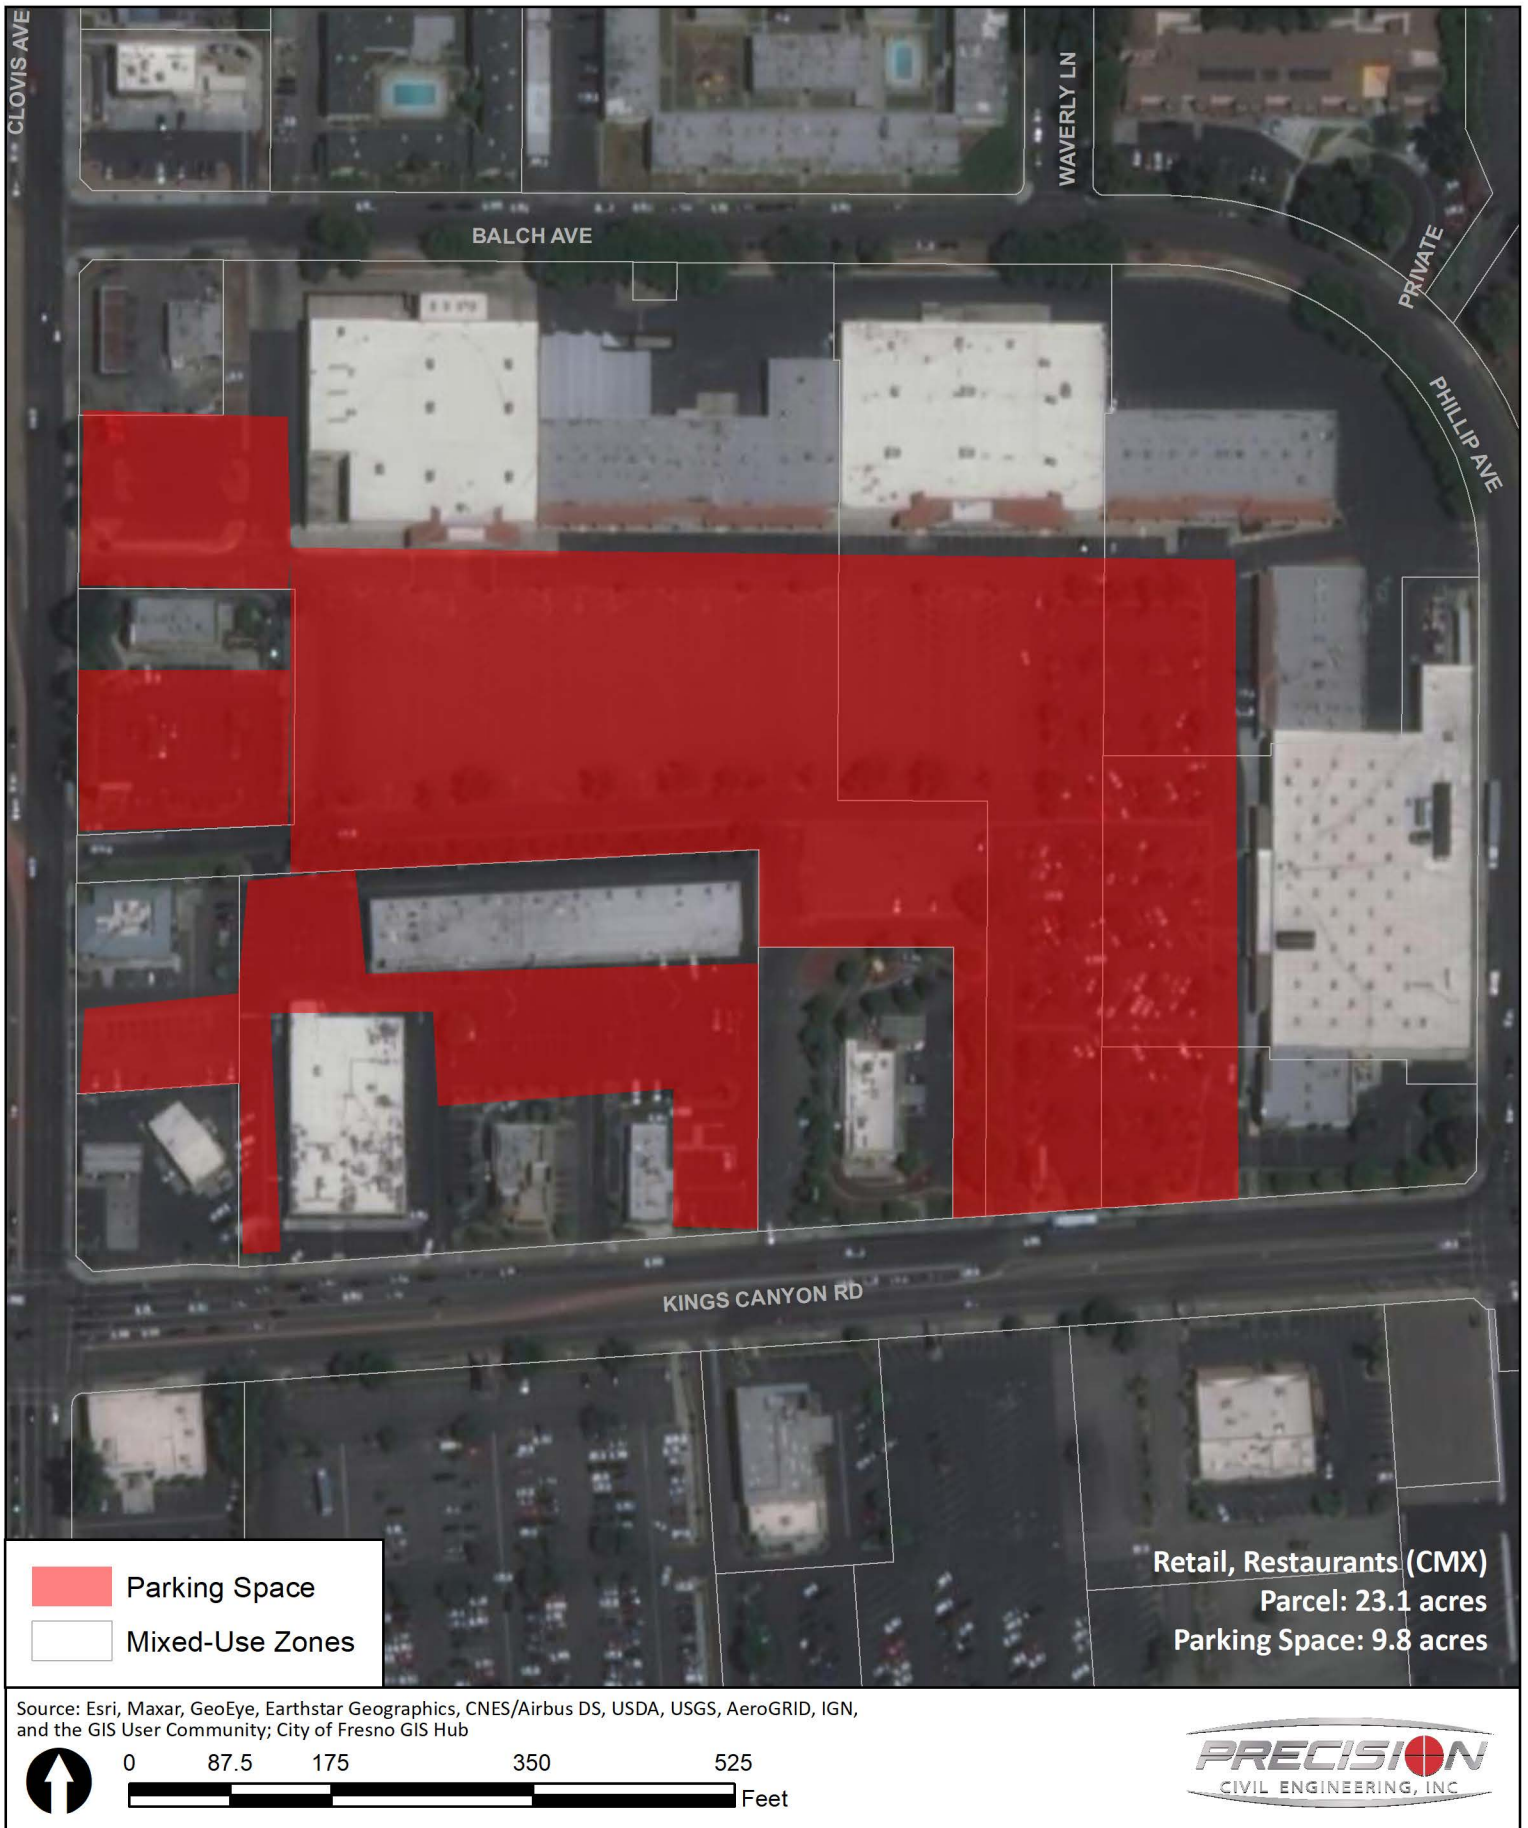 CLOVIS AVE
WAVERLY LN
BALCH AVE
PRIVATE
PHILLIP AVE
KINGS CANYON RD
Parking Space
Mixed-Use Zones
Retail, Restaurants (CMX)
Parcel: 23.1 acres
Parking Space: 9.8 acres
Source: Esri, Maxar, GeoEye, Earthstar Geographics, CNES/Airbus DS, USDA, USGS, AeroGRID, IGN,
and the GIS User Community; City of Fresno GIS Hub
0 87.5 175 350 525
Feet
PRECISION
CIVIL ENGINEERING, INC